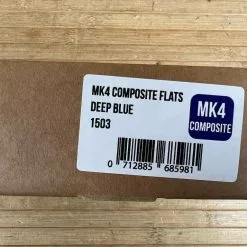 MK4 COMPOSITE FLATS
DEEP BLUE
1503
MK4
COMPOSITE
0 712885 685981